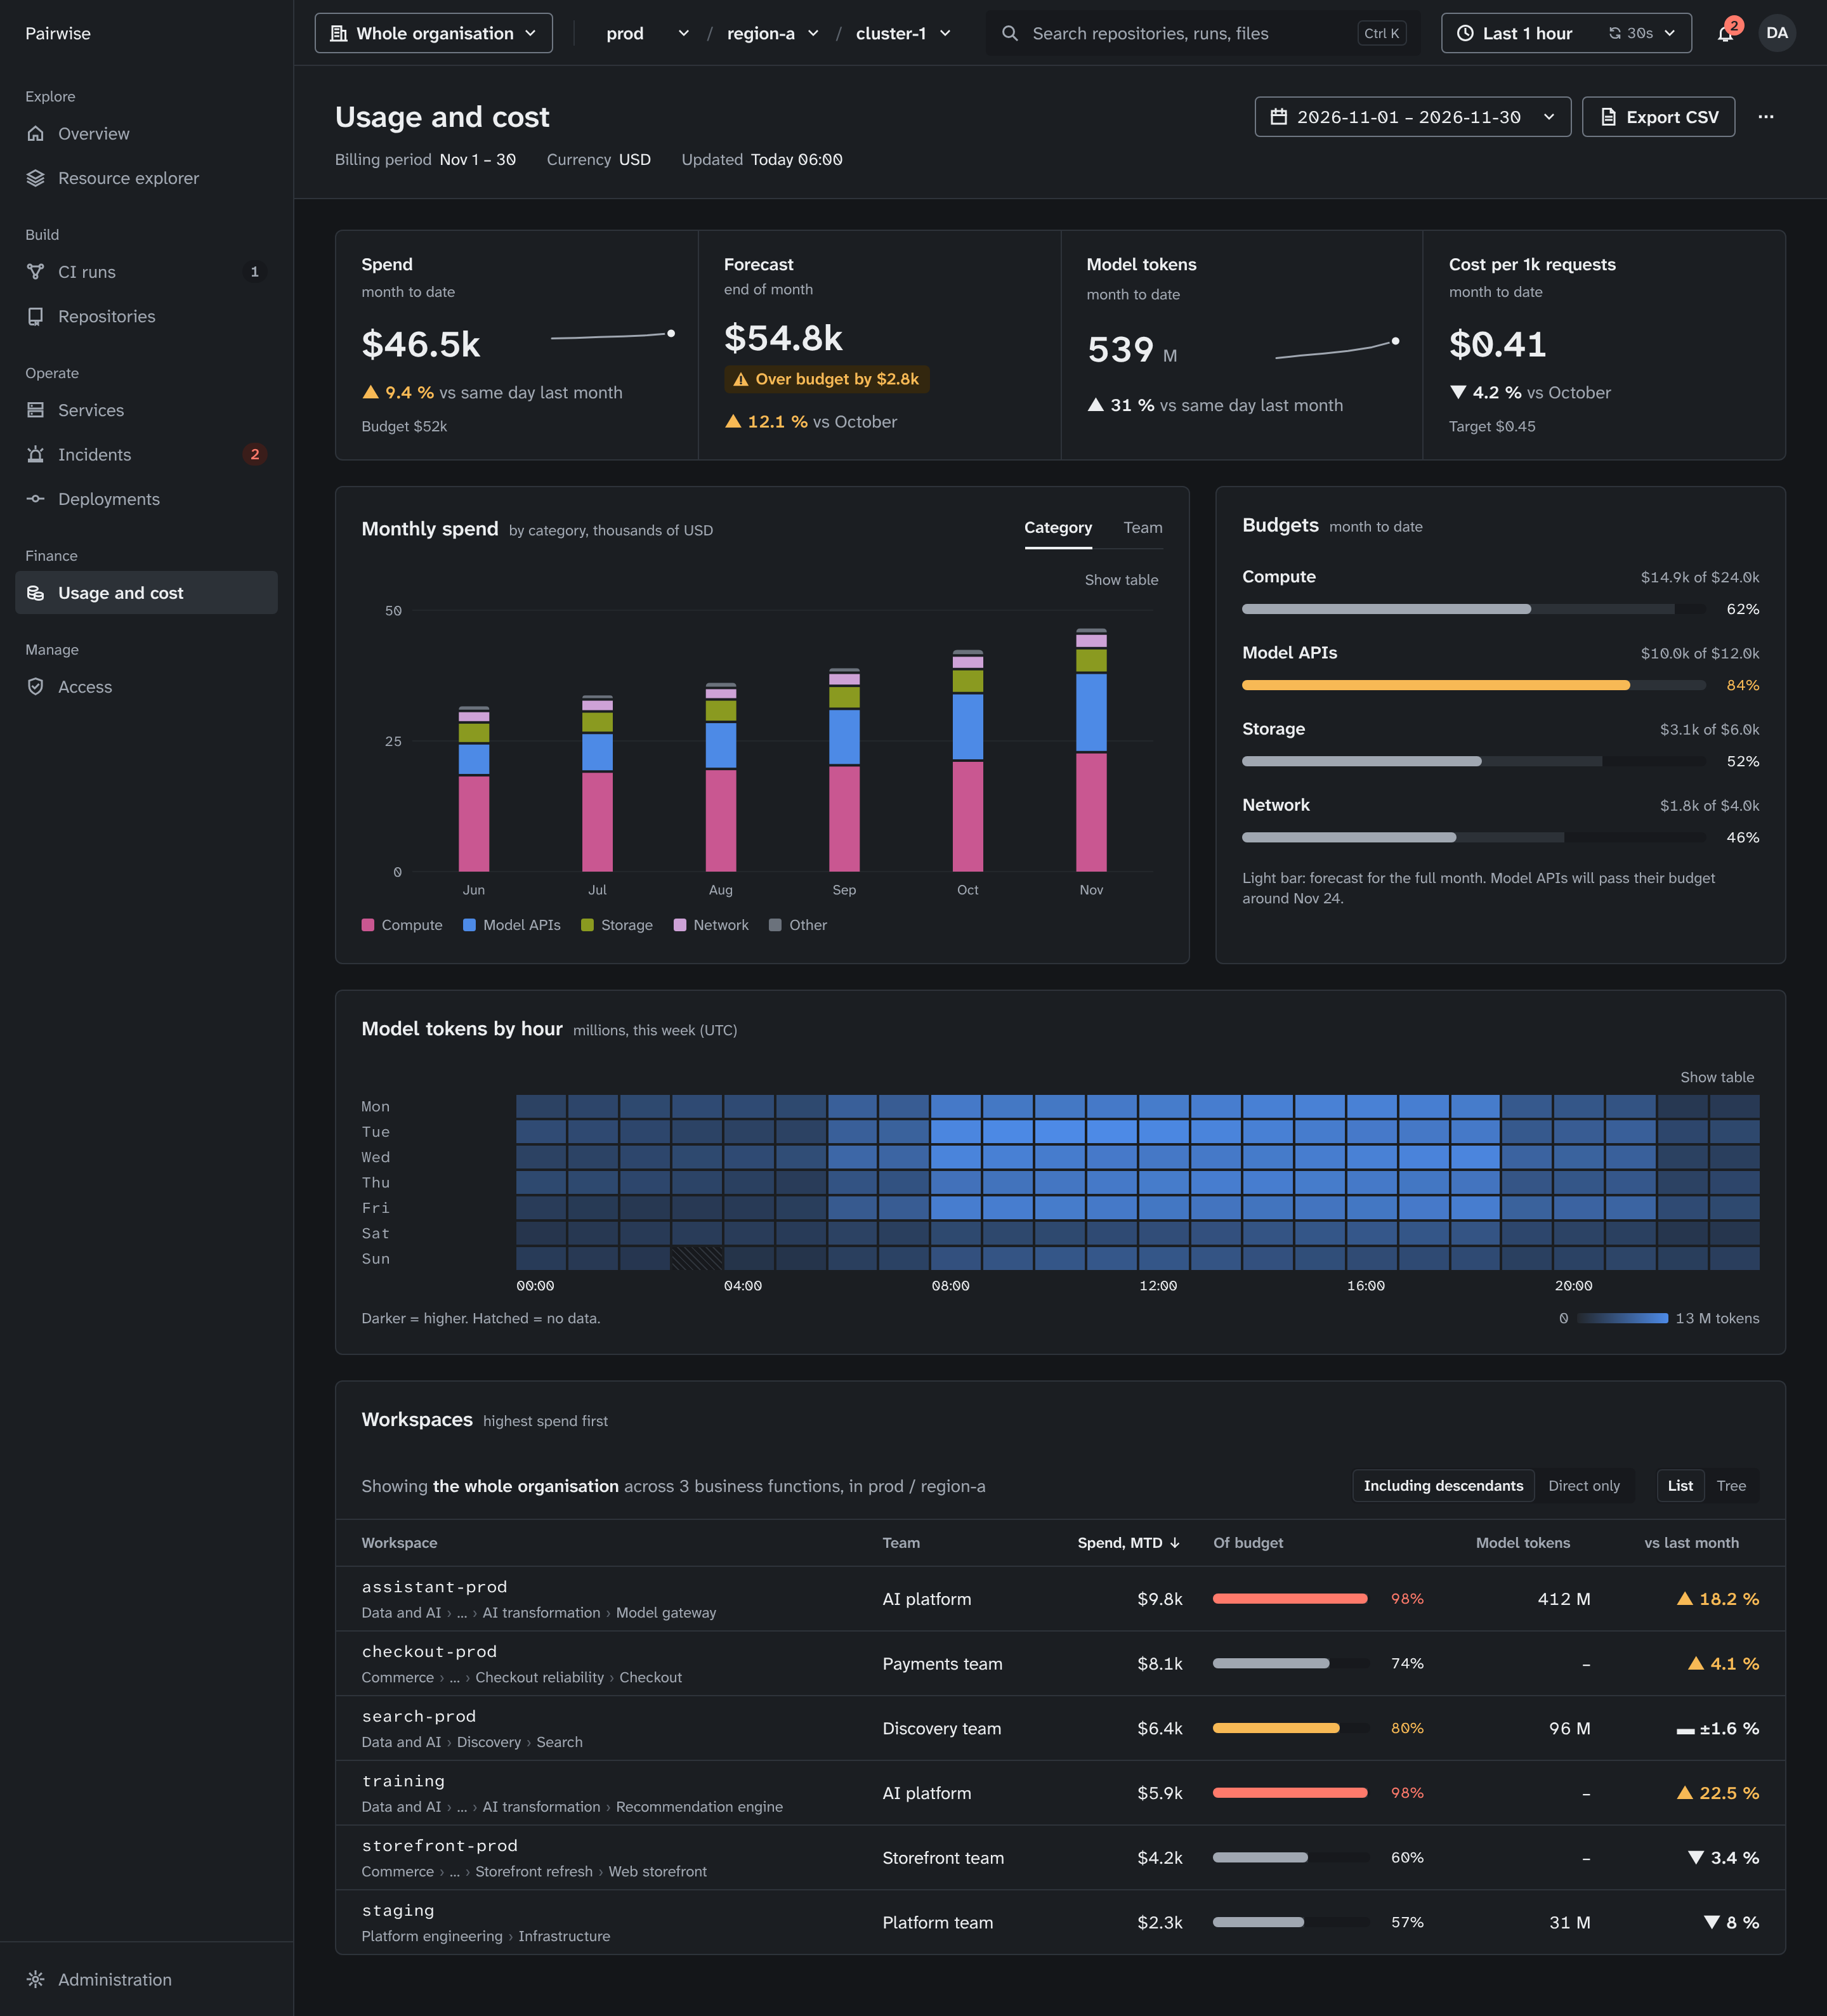 Pairwise
Explore
Overview
Resource explorer
Build
CI runs 1
Repositories
Operate
Services
Incidents 2
Deployments
Finance
Usage and cost
Manage
Access
Administration
Whole organisation
prod / region-a / cluster-1
Search repositories, runs, files Ctrl K
Last 1 hour 30s
2
DA
Usage and cost
2026-11-01 – 2026-11-30
Export CSV
Billing period Nov 1 – 30 Currency USD Updated Today 06:00
Spend
month to date
$46.5k
▲ 9.4 % vs same day last month
Budget $52k
Forecast
end of month
$54.8k
Over budget by $2.8k
▲ 12.1 % vs October
Model tokens
month to date
539 M
▲ 31 % vs same day last month
Cost per 1k requests
month to date
$0.41
▼ 4.2 % vs October
Target $0.45
Monthly spend by category, thousands of USD
Category Team
Show table
50
25
0
Jun Jul Aug Sep Oct Nov
Compute Model APIs Storage Network Other
Budgets month to date
Compute $14.9k of $24.0k
62%
Model APIs $10.0k of $12.0k
84%
Storage $3.1k of $6.0k
52%
Network $1.8k of $4.0k
46%
Light bar: forecast for the full month. Model APIs will pass their budget
around Nov 24.
Model tokens by hour millions, this week (UTC)
Show table
Mon
Tue
Wed
Thu
Fri
Sat
Sun
00:00 04:00 08:00 12:00 16:00 20:00
Darker = higher. Hatched = no data.
0 13 M tokens
Workspaces highest spend first
Showing the whole organisation across 3 business functions, in prod / region-a
Including descendants Direct only
List Tree
Workspace Team Spend, MTD ↓ Of budget Model tokens vs last month
assistant-prod
Data and AI › … › AI transformation › Model gateway
AI platform $9.8k 98% 412 M ▲ 18.2 %
checkout-prod
Commerce › … › Checkout reliability › Checkout
Payments team $8.1k 74% – ▲ 4.1 %
search-prod
Data and AI › Discovery › Search
Discovery team $6.4k 80% 96 M ▬ ±1.6 %
training
Data and AI › … › AI transformation › Recommendation engine
AI platform $5.9k 98% – ▲ 22.5 %
storefront-prod
Commerce › … › Storefront refresh › Web storefront
Storefront team $4.2k 60% – ▼ 3.4 %
staging
Platform engineering › Infrastructure
Platform team $2.3k 57% 31 M ▼ 8 %